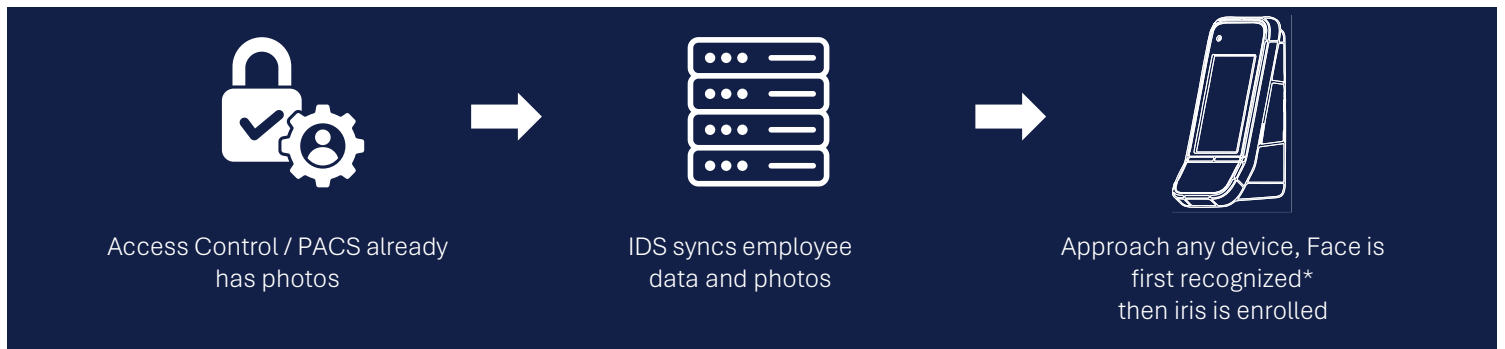 Access Control / PACS already
has photos
IDS syncs employee
data and photos
Approach any device, Face is
first recognized*
then iris is enrolled